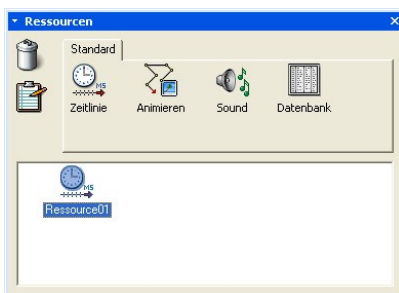 Ressourcen
Standard
MS
Zeitlinie
Animieren
Sound
Datenbank
MS
Ressource01